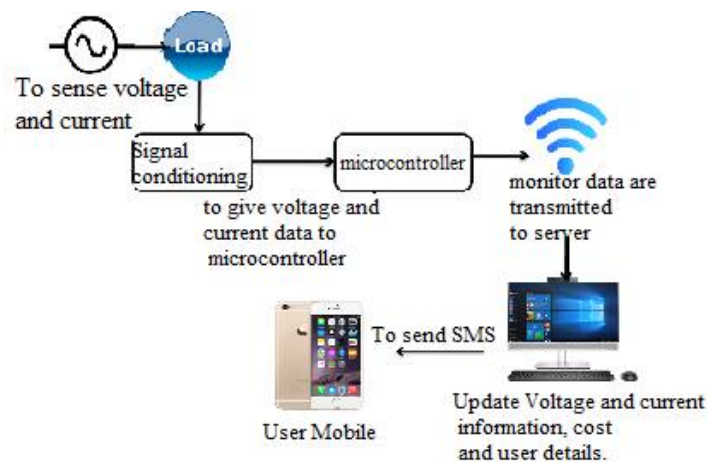 Load
To sense voltage
and current
Signal
conditioning
microcontroller
to give voltage and
current data to
microcontroller
monitor data are
transmitted
to server
To send SMS
User Mobile
Update Voltage and current
information, cost
and user details.